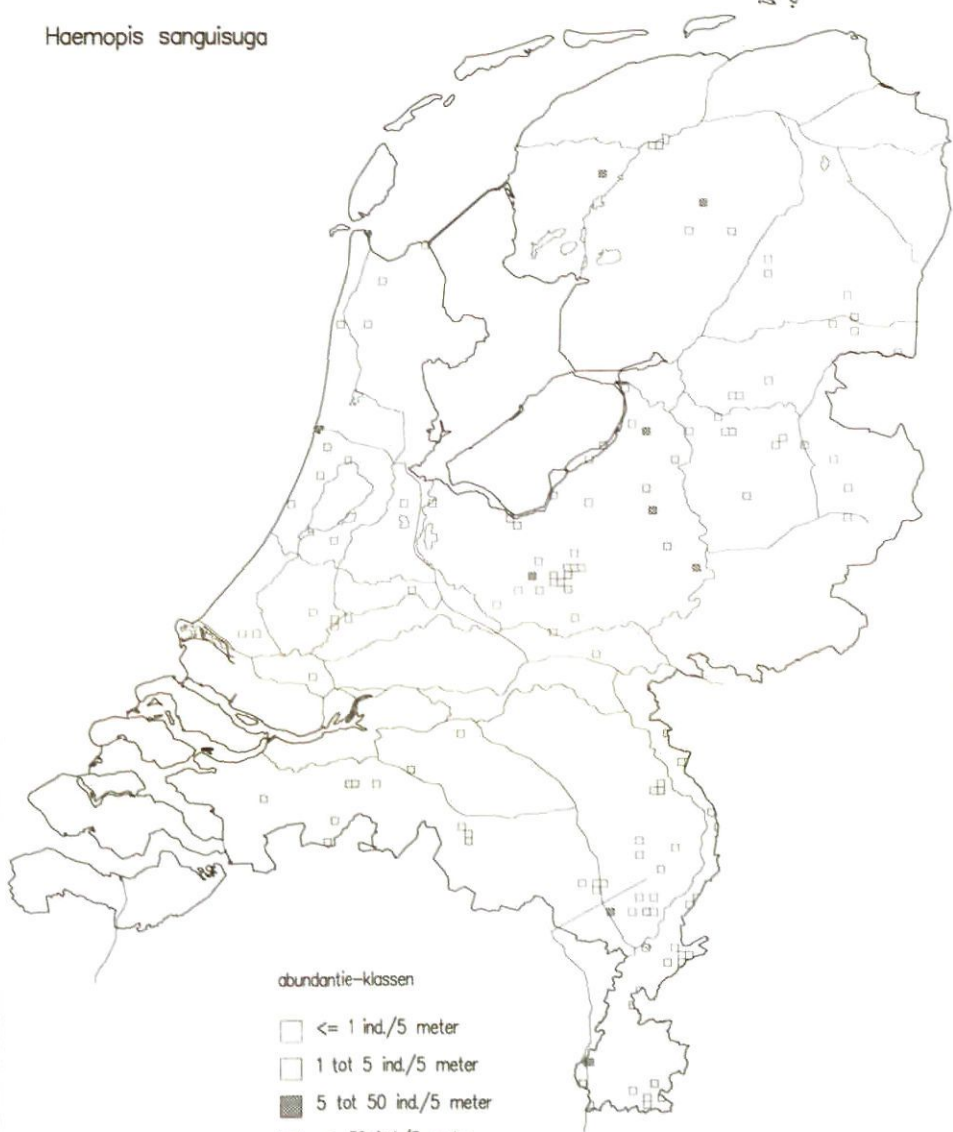 Haemopis sanguisuga
abundantie-klassen
<= 1 ind./5 meter
1 tot 5 ind./5 meter
5 tot 50 ind./5 meter